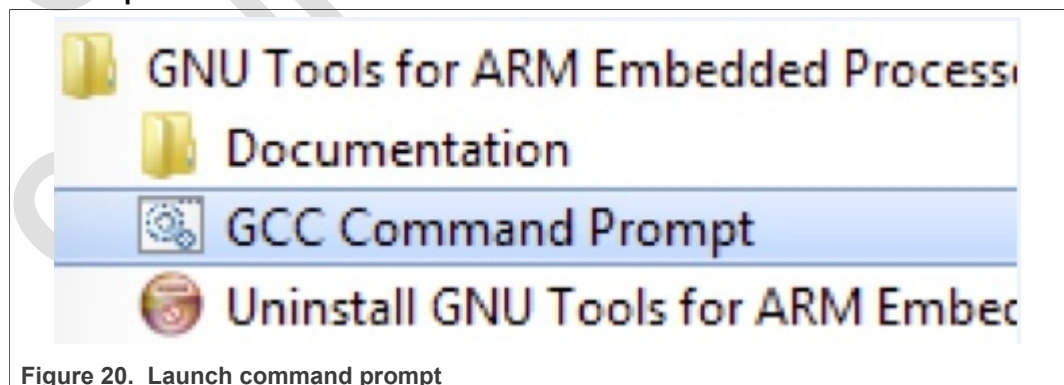 GNU Tools for ARM Embedded Process
Documentation
GCC Command Prompt
Uninstall GNU Tools for ARM Embed
Figure 20. Launch command prompt